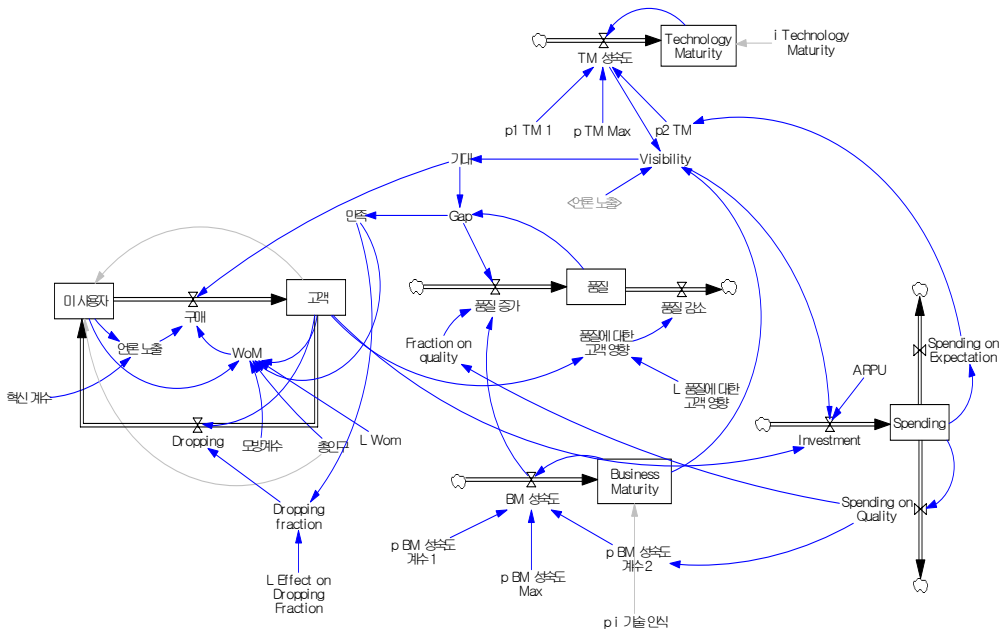 Technology
Maturity
i Technology
Maturity
TM 성숙도
p1 TM 1
p TM Max
p2 TM
기대
Visibility
<언론 노출>
만족
Gap
미 사용자
고객
품질
구매
품질 증가
품질 감소
언론 노출
WoM
Fraction on
quality
품질에 대한
고객 영향
Spending on
Expectation
혁신 계수
L 품질에 대한
고객 영향
ARPU
Dropping
모방계수
총인구
L Wom
Investment
Spending
Business
Maturity
BM 성숙도
Dropping
fraction
Spending on
Quality
p BM 성숙도
계수 1
p BM 성숙도
Max
p BM 성숙도
계수 2
L Effect on
Dropping
Fraction
p i 기술 인식